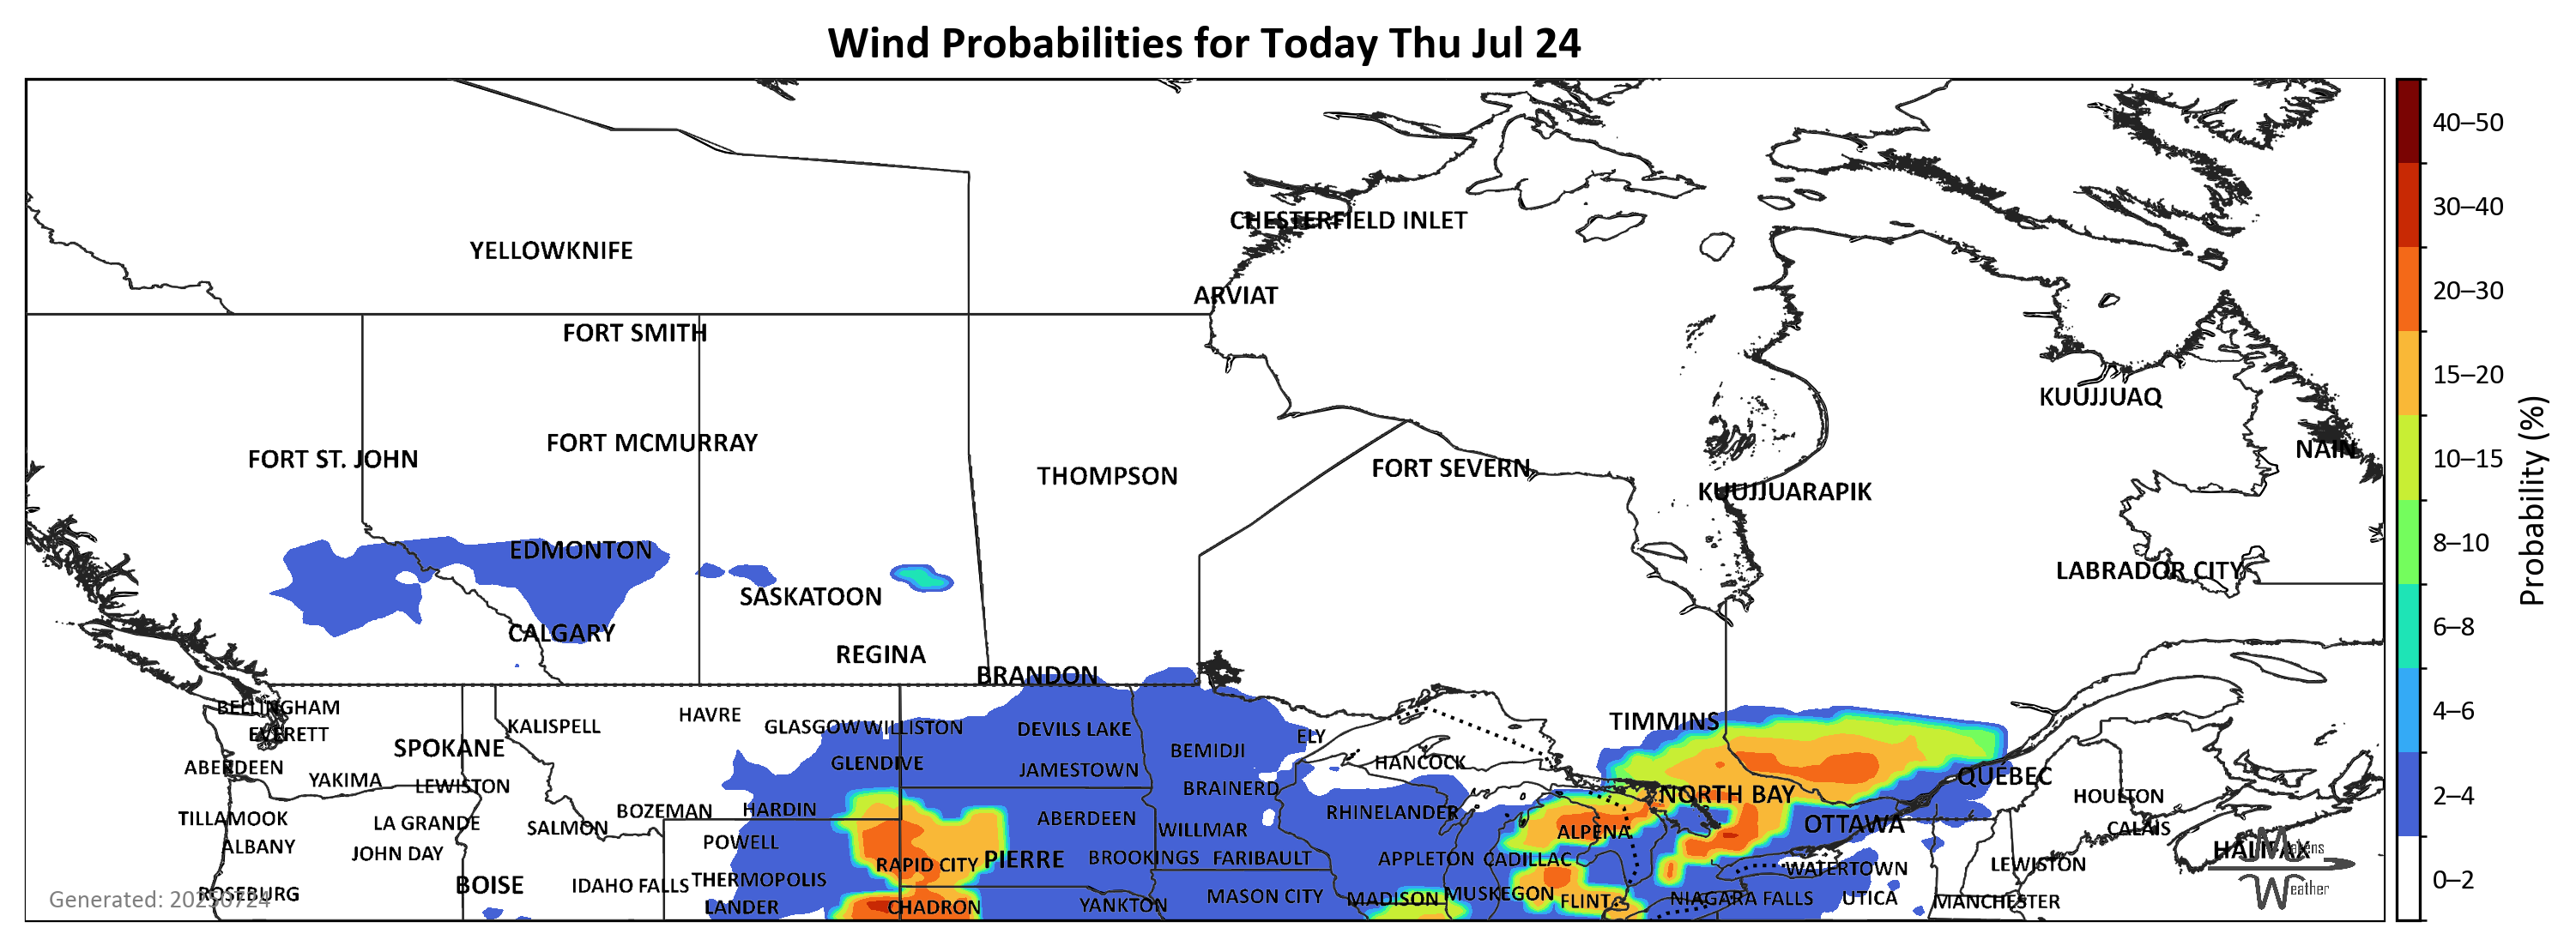 Wind Probabilities for Today Thu Jul 24
40–50
30–40
CHESTERFIELD INLET
YELLOWKNIFE
20–30
ARVIAT
FORT SMITH
15–20
KUUJJUAQ
FORT MCMURRAY
NAIN
FORT ST. JOHN
10–15
FORT SEVERN
THOMPSON
KUUJJUARAPIK
Probability (%)
8–10
EDMONTON
LABRADOR CITY
SASKATOON
6–8
CALGARY
REGINA
BRANDON
4–6
BELLINGHAM
HAVRE
TIMMINS
KALISPELL
GLASGOW
WILLISTON
DEVILS LAKE
EVERETT
ELY
SPOKANE
BEMIDJI
HANCOCK
GLENDIVE
ABERDEEN
JAMESTOWN
QUÉBEC
YAKIMA
LEWISTON
BRAINERD
NORTH BAY
HOULTON
2–4
BOZEMAN
HARDIN
RHINELANDER
TILLAMOOK
LA GRANDE
SALMON
ABERDEEN
WILLMAR
ALPENA
OTTAWA
CALAIS
ALBANY
JOHN DAY
POWELL
RAPID CITY
PIERRE
BROOKINGS
FARIBAULT
APPLETON
CADILLAC
WATERTOWN
LEWISTON
HALIFAX
0–2
BOISE
IDAHO FALLS
THERMOPOLIS
ROSEBURG
Generated: 20250724
LANDER
CHADRON
YANKTON
MASON CITY
MADISON
MUSKEGON
FLINT
NIAGARA FALLS
UTICA
MANCHESTER
Weather